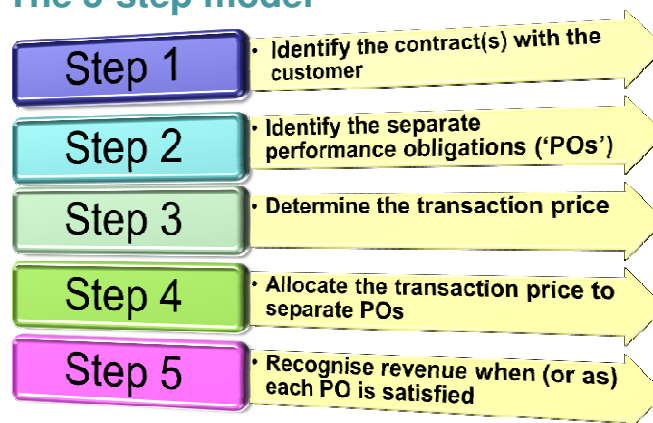 The 5-step model
Step 1
• Identify the contract(s) with the
customer
Step 2
• Identify the separate
performance obligations (‘POs’)
Step 3
• Determine the transaction price
Step 4
• Allocate the transaction price to
separate POs
Step 5
• Recognise revenue when (or as)
each PO is satisfied